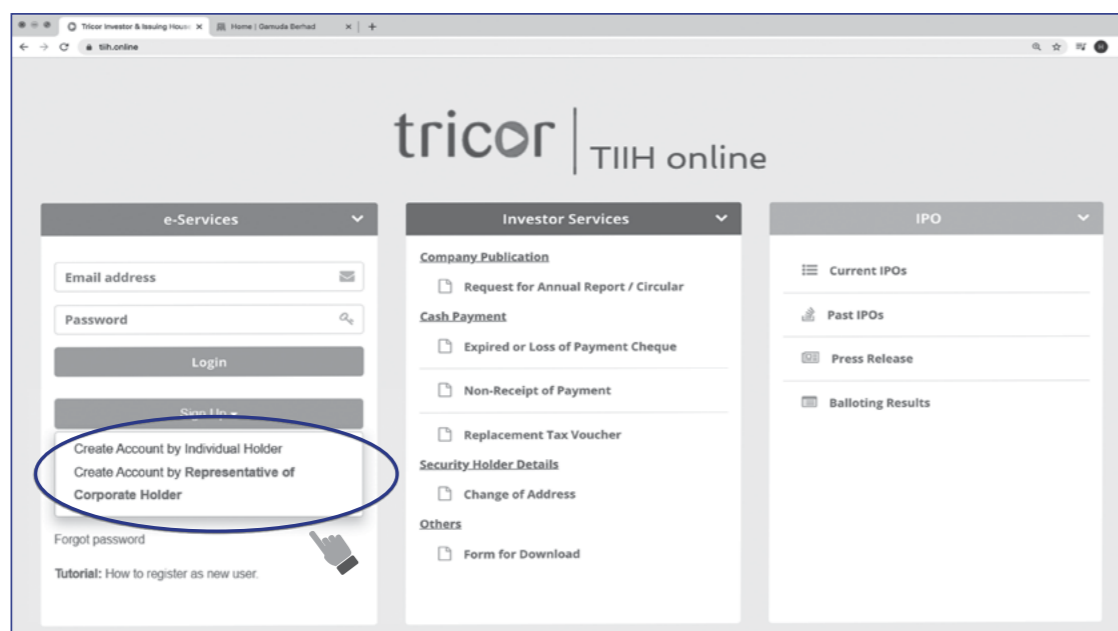 Tricor Investor & Issuing House
Home | Gamuda Berhad
tiih.online
tricor | TIIH online
e-Services
Email address
Password
Login
Sign Up
Create Account by Individual Holder
Create Account by Representative of
Corporate Holder
Forgot password
Tutorial: How to register as new user.
Investor Services
Company Publication
Request for Annual Report / Circular
Cash Payment
Expired or Loss of Payment Cheque
Non-Receipt of Payment
Replacement Tax Voucher
Security Holder Details
Change of Address
Others
Form for Download
IPO
Current IPOs
Past IPOs
Press Release
Balloting Results